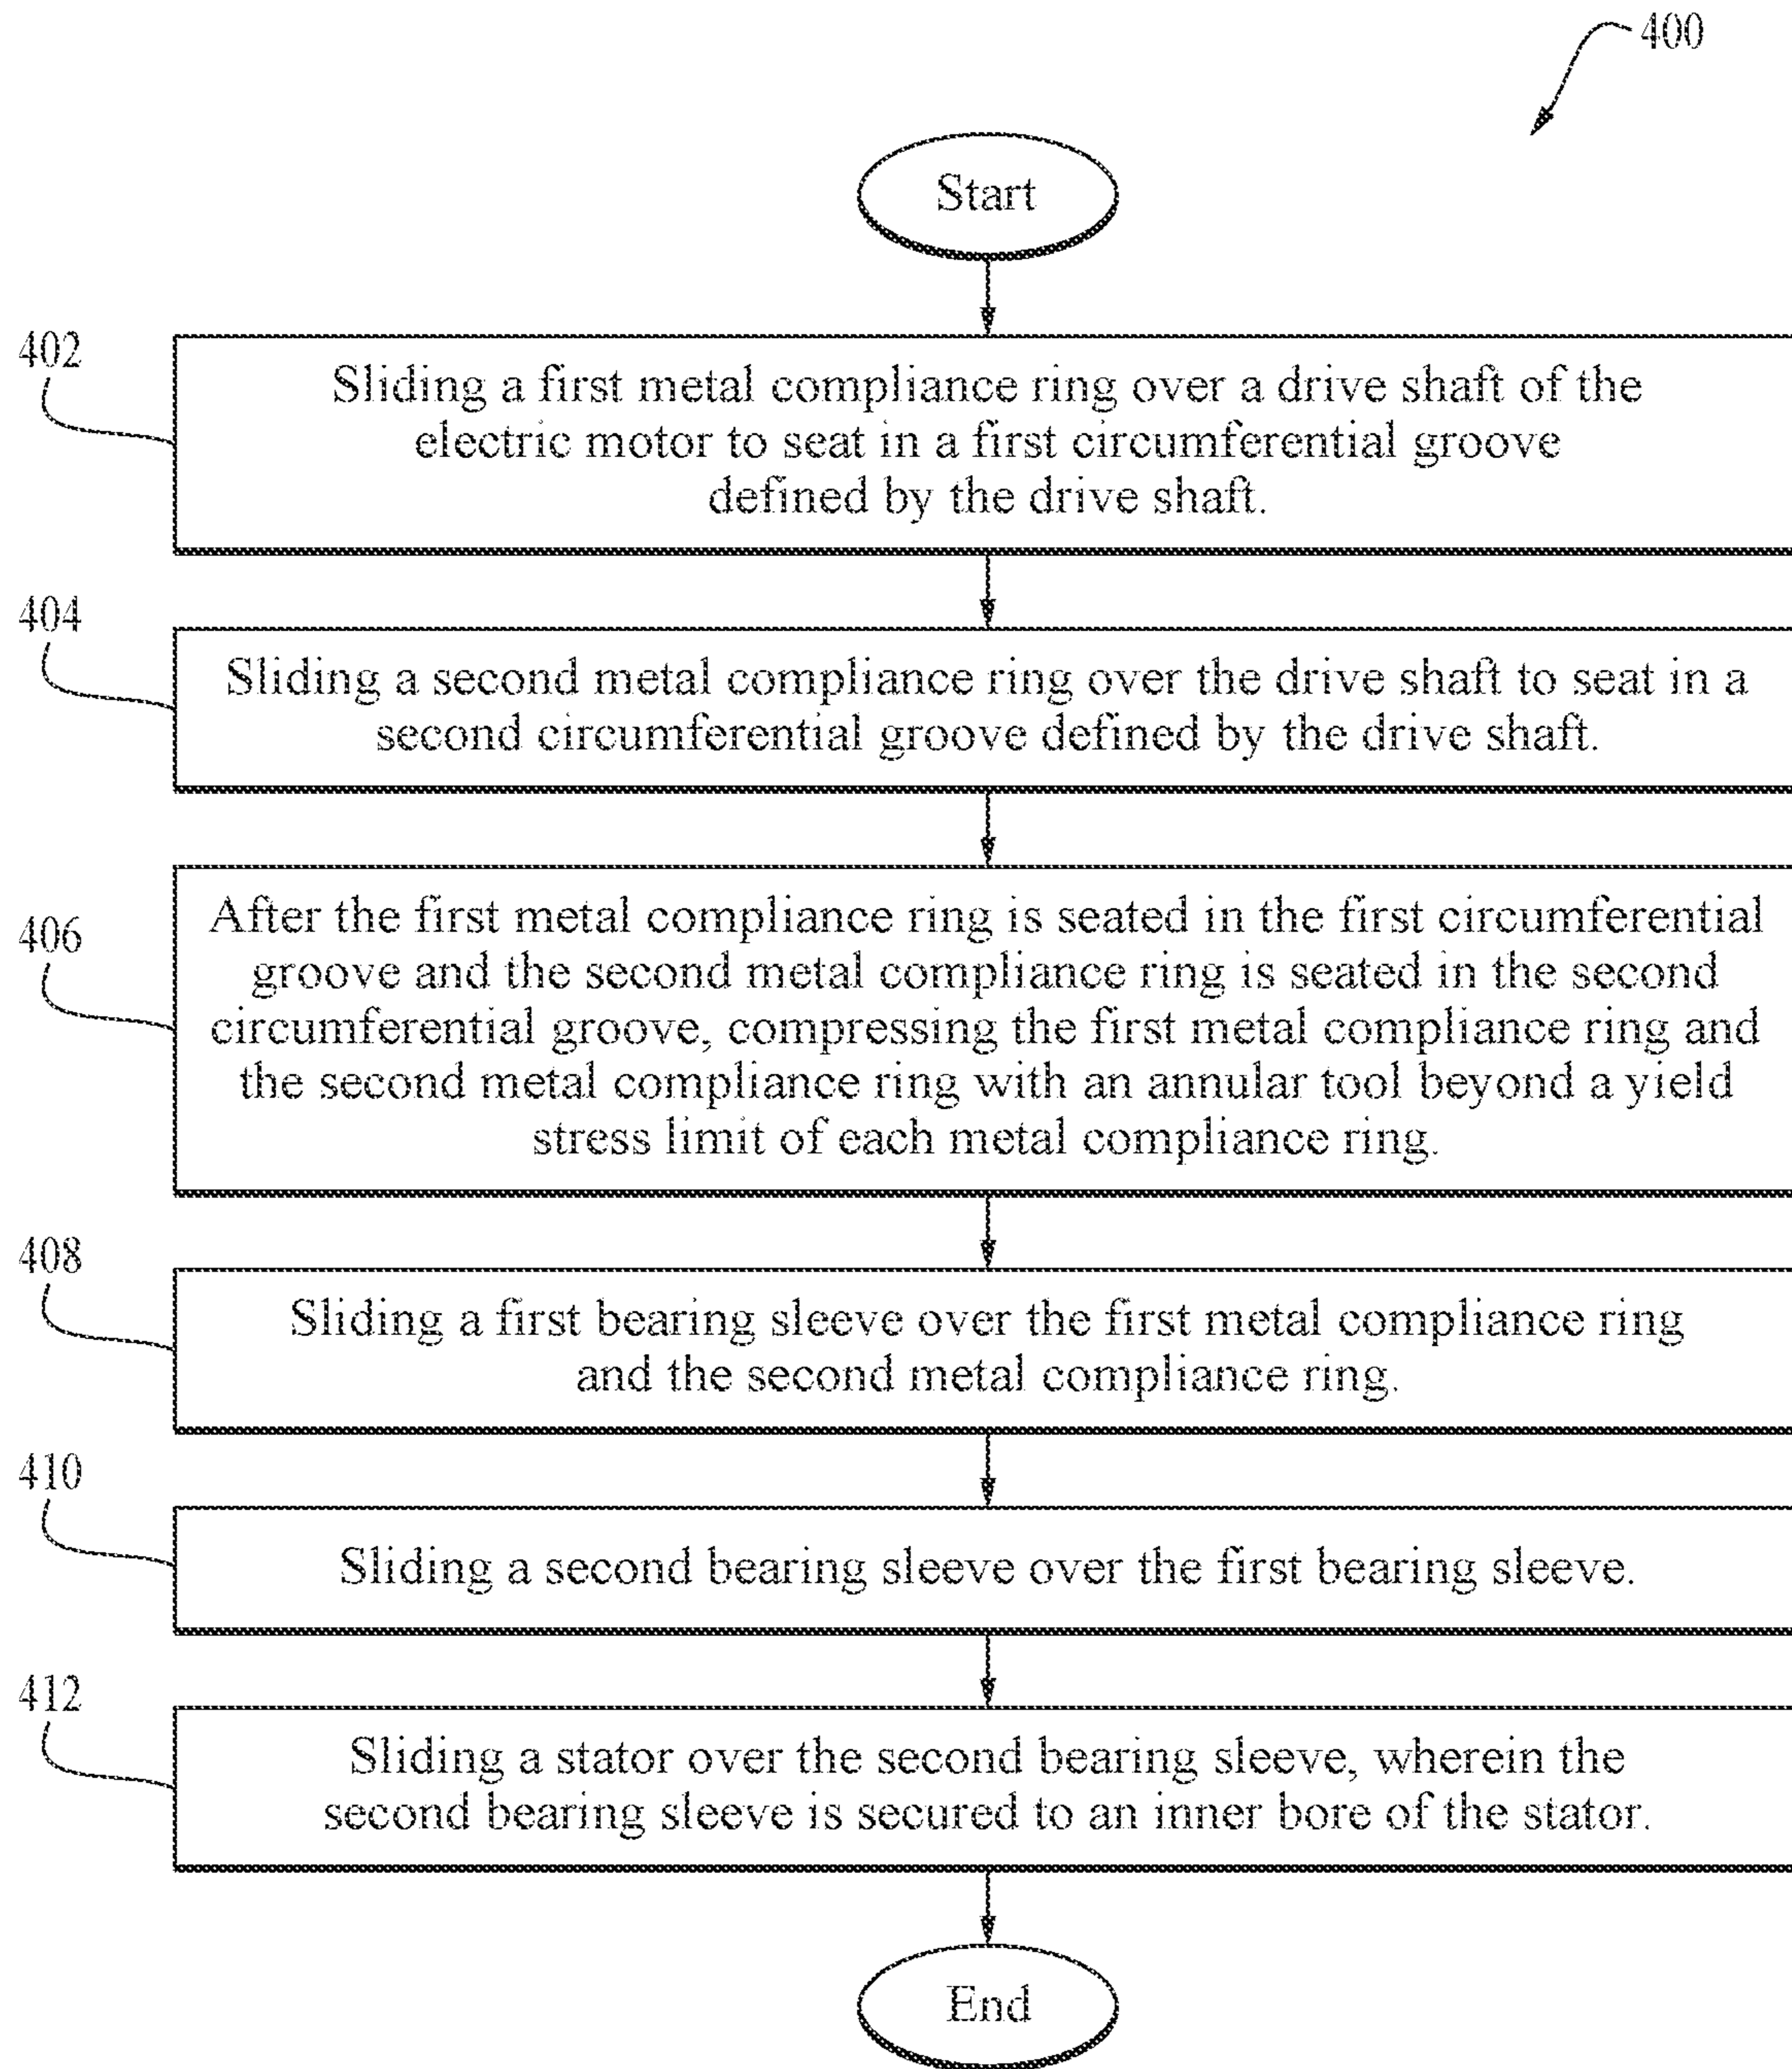 400
Start
402
Sliding a first metal compliance ring over a drive shaft of the
electric motor to seat in a first circumferential groove
defined by the drive shaft.
404
Sliding a second metal compliance ring over the drive shaft to seat in a
second circumferential groove defined by the drive shaft.
406
After the first metal compliance ring is seated in the first circumferential
groove and the second metal compliance ring is seated in the second
circumferential groove, compressing the first metal compliance ring and
the second metal compliance ring with an annular tool beyond a yield
stress limit of each metal compliance ring.
408
Sliding a first bearing sleeve over the first metal compliance ring
and the second metal compliance ring.
410
Sliding a second bearing sleeve over the first bearing sleeve.
412
Sliding a stator over the second bearing sleeve, wherein the
second bearing sleeve is secured to an inner bore of the stator.
End